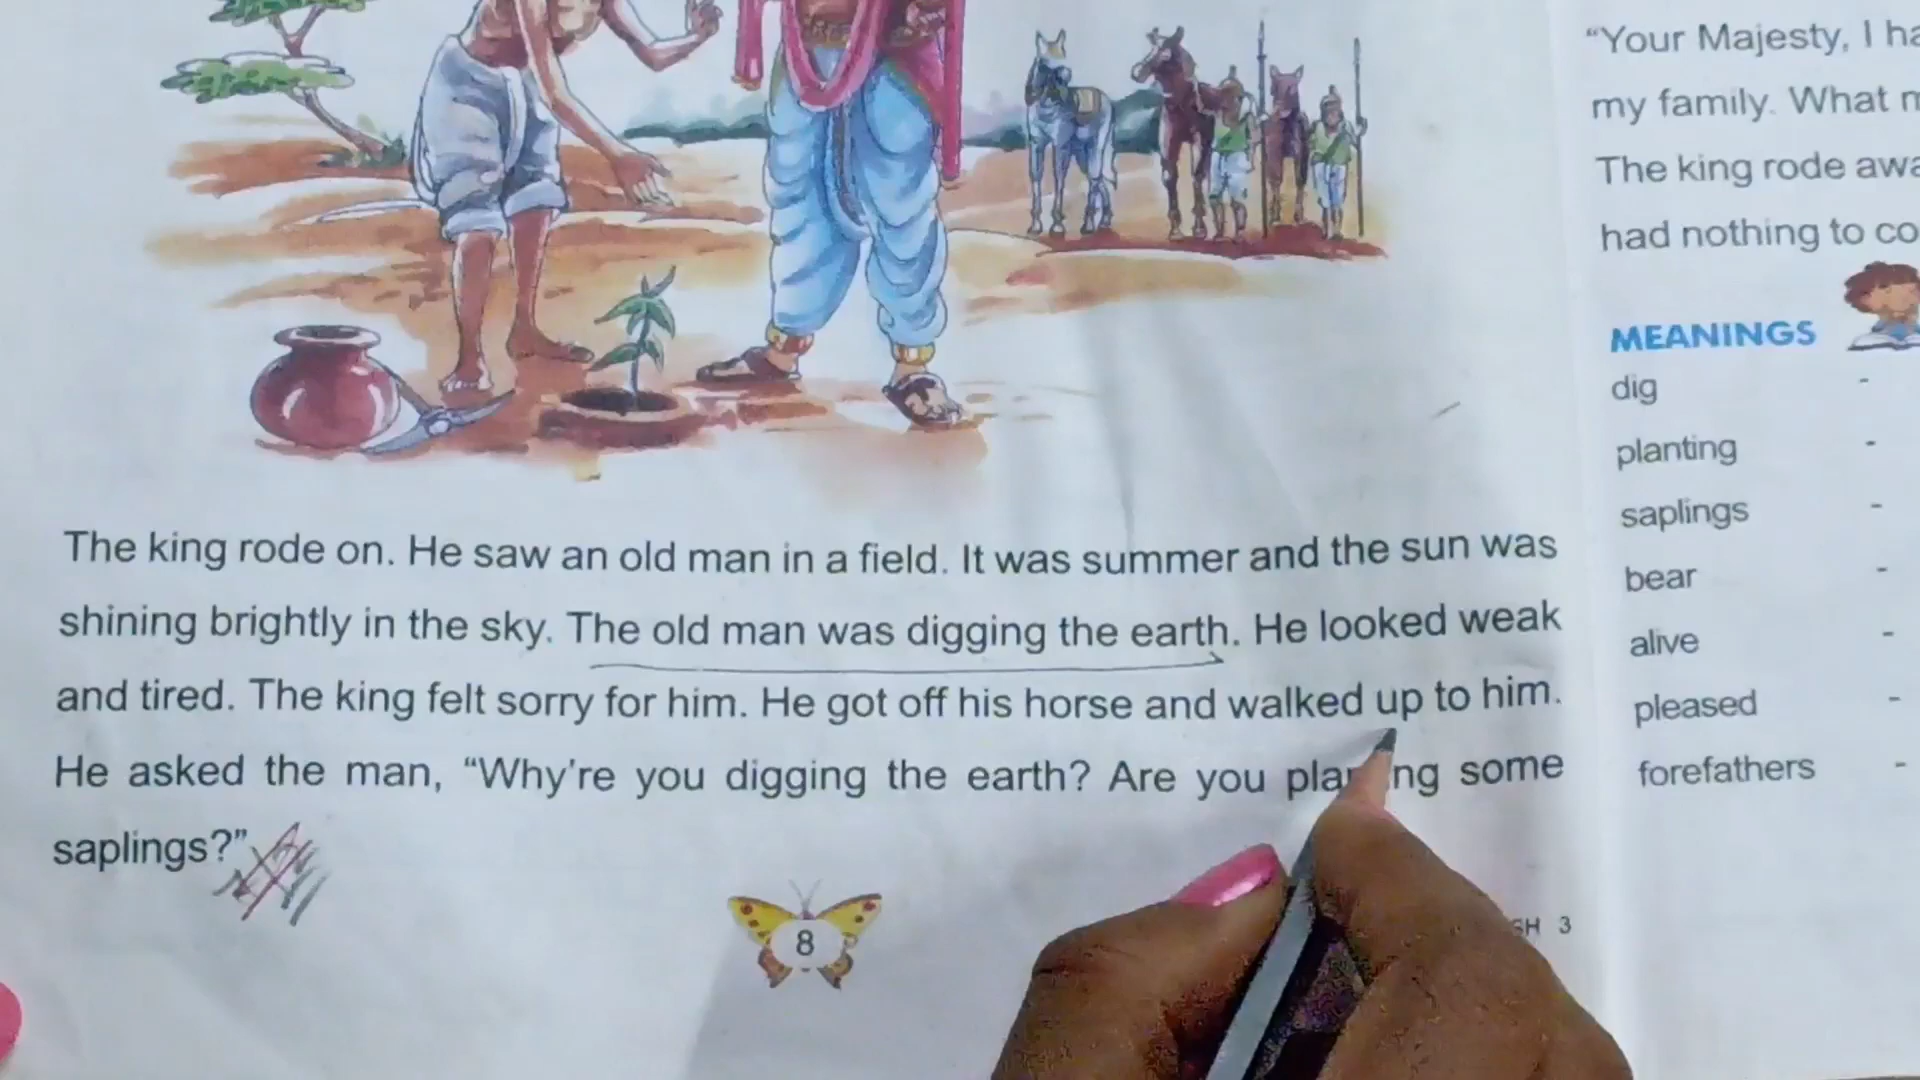 The king rode on. He saw an old man in a field. It was summer and the sun was
shining brightly in the sky. The old man was digging the earth. He looked weak
and tired. The king felt sorry for him. He got off his horse and walked up to him.
He asked the man, “Why're you digging the earth? Are you some
saplings?”
8
3
“Your Majesty, I
my family. What
The king rode
had nothing to
MEANINGS
dig -
planting -
saplings -
bear -
alive -
pleased -
forefathers -